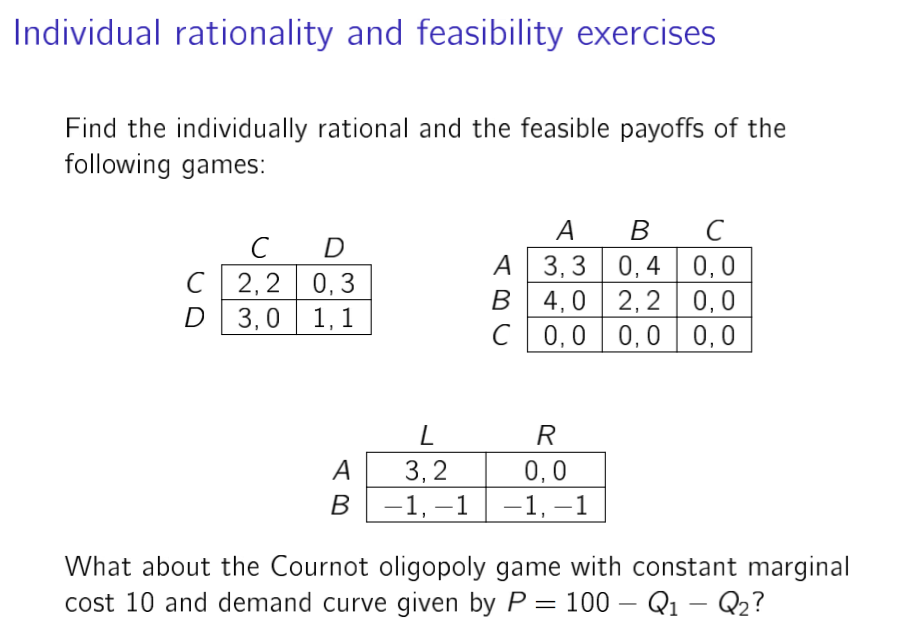 Individual rationality and feasibility exercises
Find the individually rational and the feasible payoffs of the
following games:
C D
C 2, 2 0, 3
D 3, 0 1, 1
A B C
A 3, 3 0, 4 0, 0
B 4, 0 2, 2 0, 0
C 0, 0 0, 0 0, 0
L R
A 3, 2 0, 0
B −1, −1 −1, −1
What about the Cournot oligopoly game with constant marginal
cost 10 and demand curve given by P = 100 − Q₁ − Q₂?